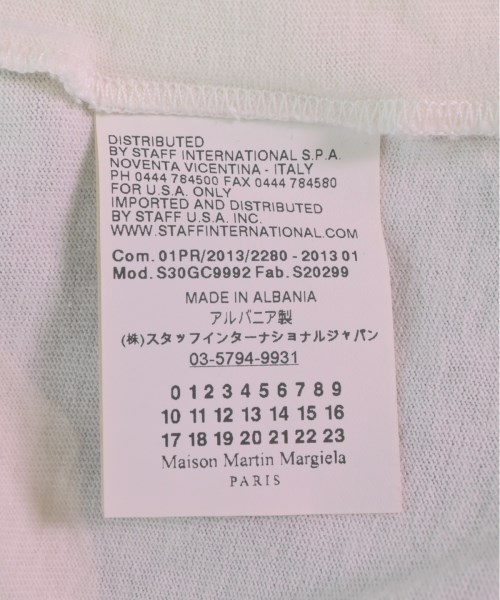 DISTRIBUTED
BY STAFF INTERNATIONAL S.P.A.
NOVENTA VICENTINA - ITALY
PH 0444 784500 FAX 0444 784580
FOR U.S.A. ONLY
IMPORTED AND DISTRIBUTED
BY STAFF U.S.A. INC.
WWW.STAFFINTERNATIONAL.COM
Com. 01PR/2013/2280 - 2013 01
Mod. S30GC9992 Fab. S20299
MADE IN ALBANIA
アルバニア製
(株)スタッフインターナショナルジャパン
03-5794-9931
0 1 2 3 4 5 6 7 8 9
10 11 12 13 14 15 16
17 18 19 20 21 22 23
Maison Martin Margiela
PARIS